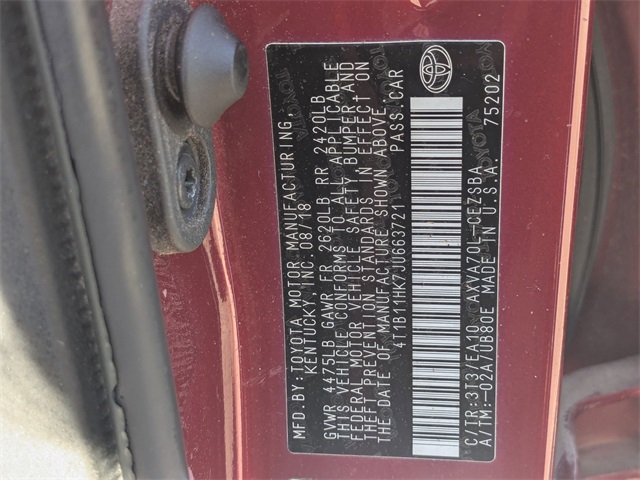 MFD.BY:TOYOTA MOTOR MANUFACTURING,
KENTUCKY, INC. 08/18
GVWR 4475LB GAWR FR 2620LB RR 2420LB
THIS VEHICLE CONFORMS TO ALL APPLICABLE
FEDERAL MOTOR VEHICLE SAFETY, BUMPER, AND
THEFT PREVENTION STANDARDS IN EFFECT ON
THE DATE OF MANUFACTURE SHOWN ABOVE.
4T1B11HK7JU663721 PASS.CAR
C/TR:3T3/EA10 AXVA70L-CEZSBA
A/TM:-02A/UB80E MADE IN U.S.A. 75202